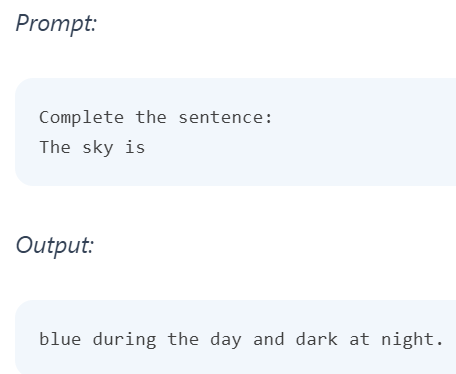 Prompt:
Complete the sentence:
The sky is
Output:
blue during the day and dark at night.